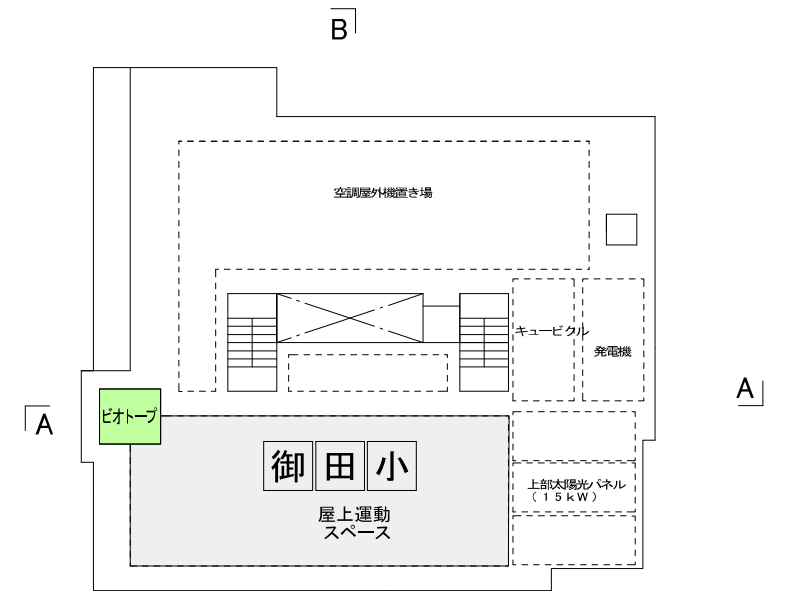 B
空調屋外機置き場
キュービクル
発電機
A
A
ビオトープ
御田小
上部太陽光パネル
(15kW)
屋上運動
スペース